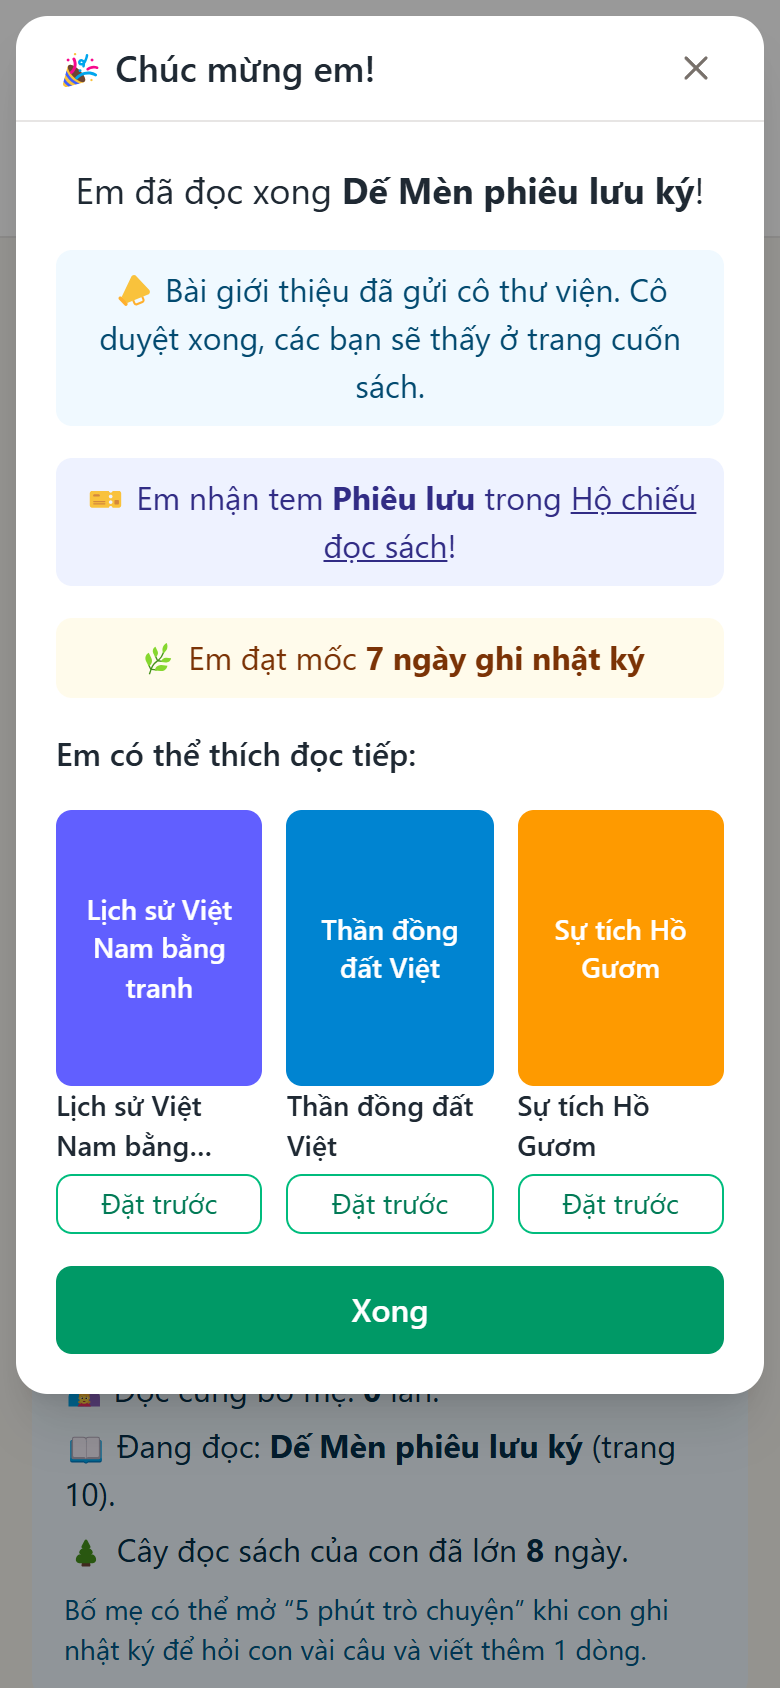 Chúc mừng em!
Em đã đọc xong Dế Mèn phiêu lưu ký!
Bài giới thiệu đã gửi cô thư viện. Cô
duyệt xong, các bạn sẽ thấy ở trang cuốn
sách.
Em nhận tem Phiêu lưu trong Hộ chiếu
đọc sách!
Em đạt mốc 7 ngày ghi nhật ký
Em có thể thích đọc tiếp:
Lịch sử Việt
Nam bằng
tranh
Thần đồng
đất Việt
Sự tích Hồ
Gươm
Lịch sử Việt
Nam bằng...
Thần đồng đất
Việt
Sự tích Hồ
Gươm
Đặt trước
Đặt trước
Đặt trước
Xong
Đọc cùng bố mẹ: 0 lần.
Đang đọc: Dế Mèn phiêu lưu ký (trang
10).
Cây đọc sách của con đã lớn 8 ngày.
Bố mẹ có thể mở “5 phút trò chuyện” khi con ghi
nhật ký để hỏi con vài câu và viết thêm 1 dòng.